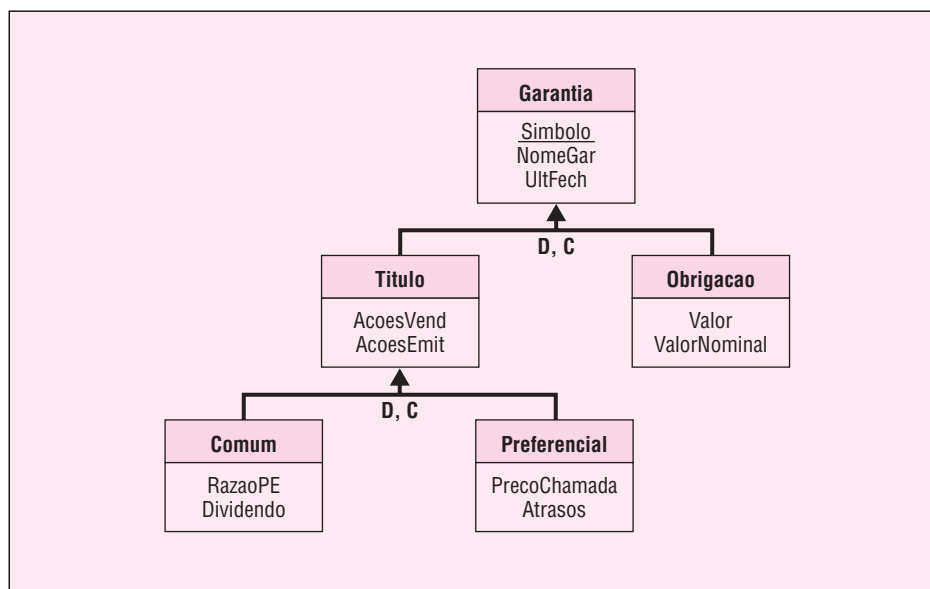 Garantia
Simbolo
NomeGar
UltFech
D, C
Titulo
AcoesVend
AcoesEmit
Obrigacao
Valor
ValorNominal
D, C
Comum
RazaoPE
Dividendo
Preferencial
PrecoChamada
Atrasos